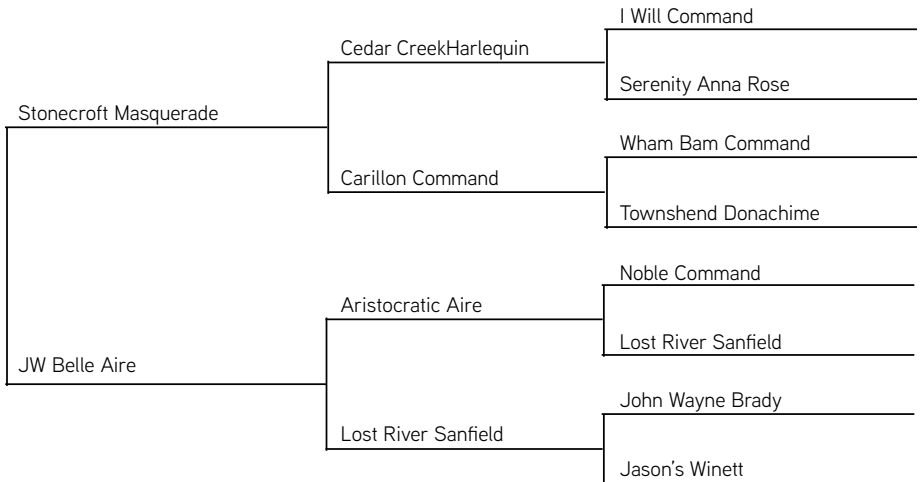 I Will Command
Cedar CreekHarlequin
Serenity Anna Rose
Stonecroft Masquerade
Wham Bam Command
Carillon Command
Townshend Donachime
Noble Command
Aristocratic Aire
Lost River Sanfield
JW Belle Aire
John Wayne Brady
Lost River Sanfield
Jason's Winett